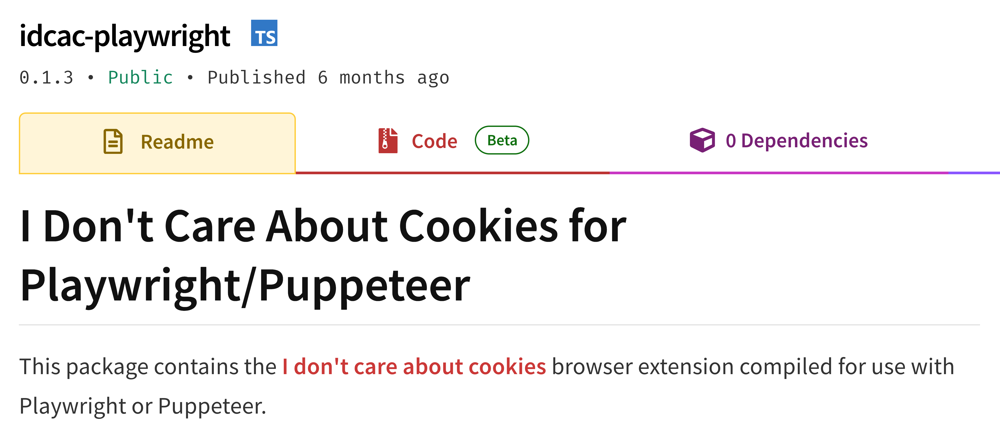 idcac-playwright TS
0.1.3 • Public • Published 6 months ago
Readme Code Beta 0 Dependencies
I Don't Care About Cookies for
Playwright/Puppeteer
This package contains the I don't care about cookies browser extension compiled for use with
Playwright or Puppeteer.